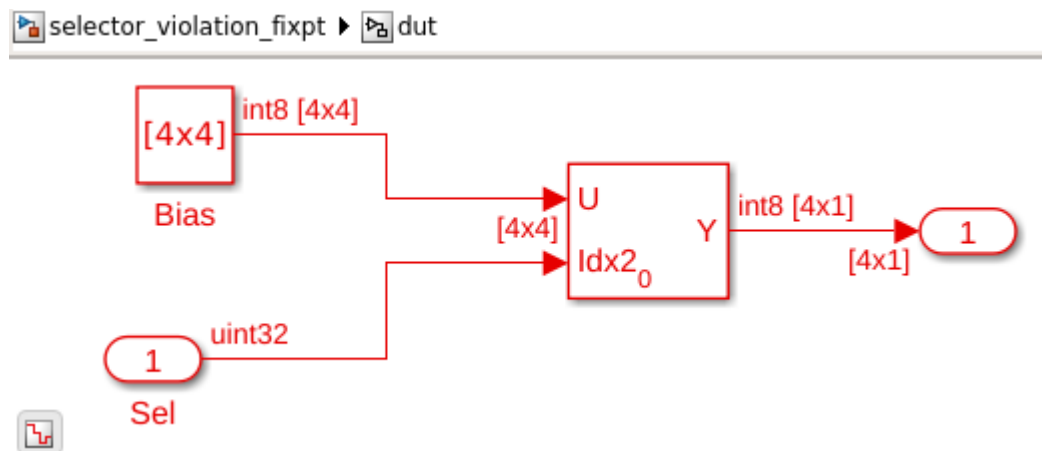 selector_violation_fixpt ▶ dut
int8 [4x4]
[4x4]
Bias
U
int8 [4x1]
[4x4]
Y
1
Idx2₀
[4x1]
uint32
1
Sel